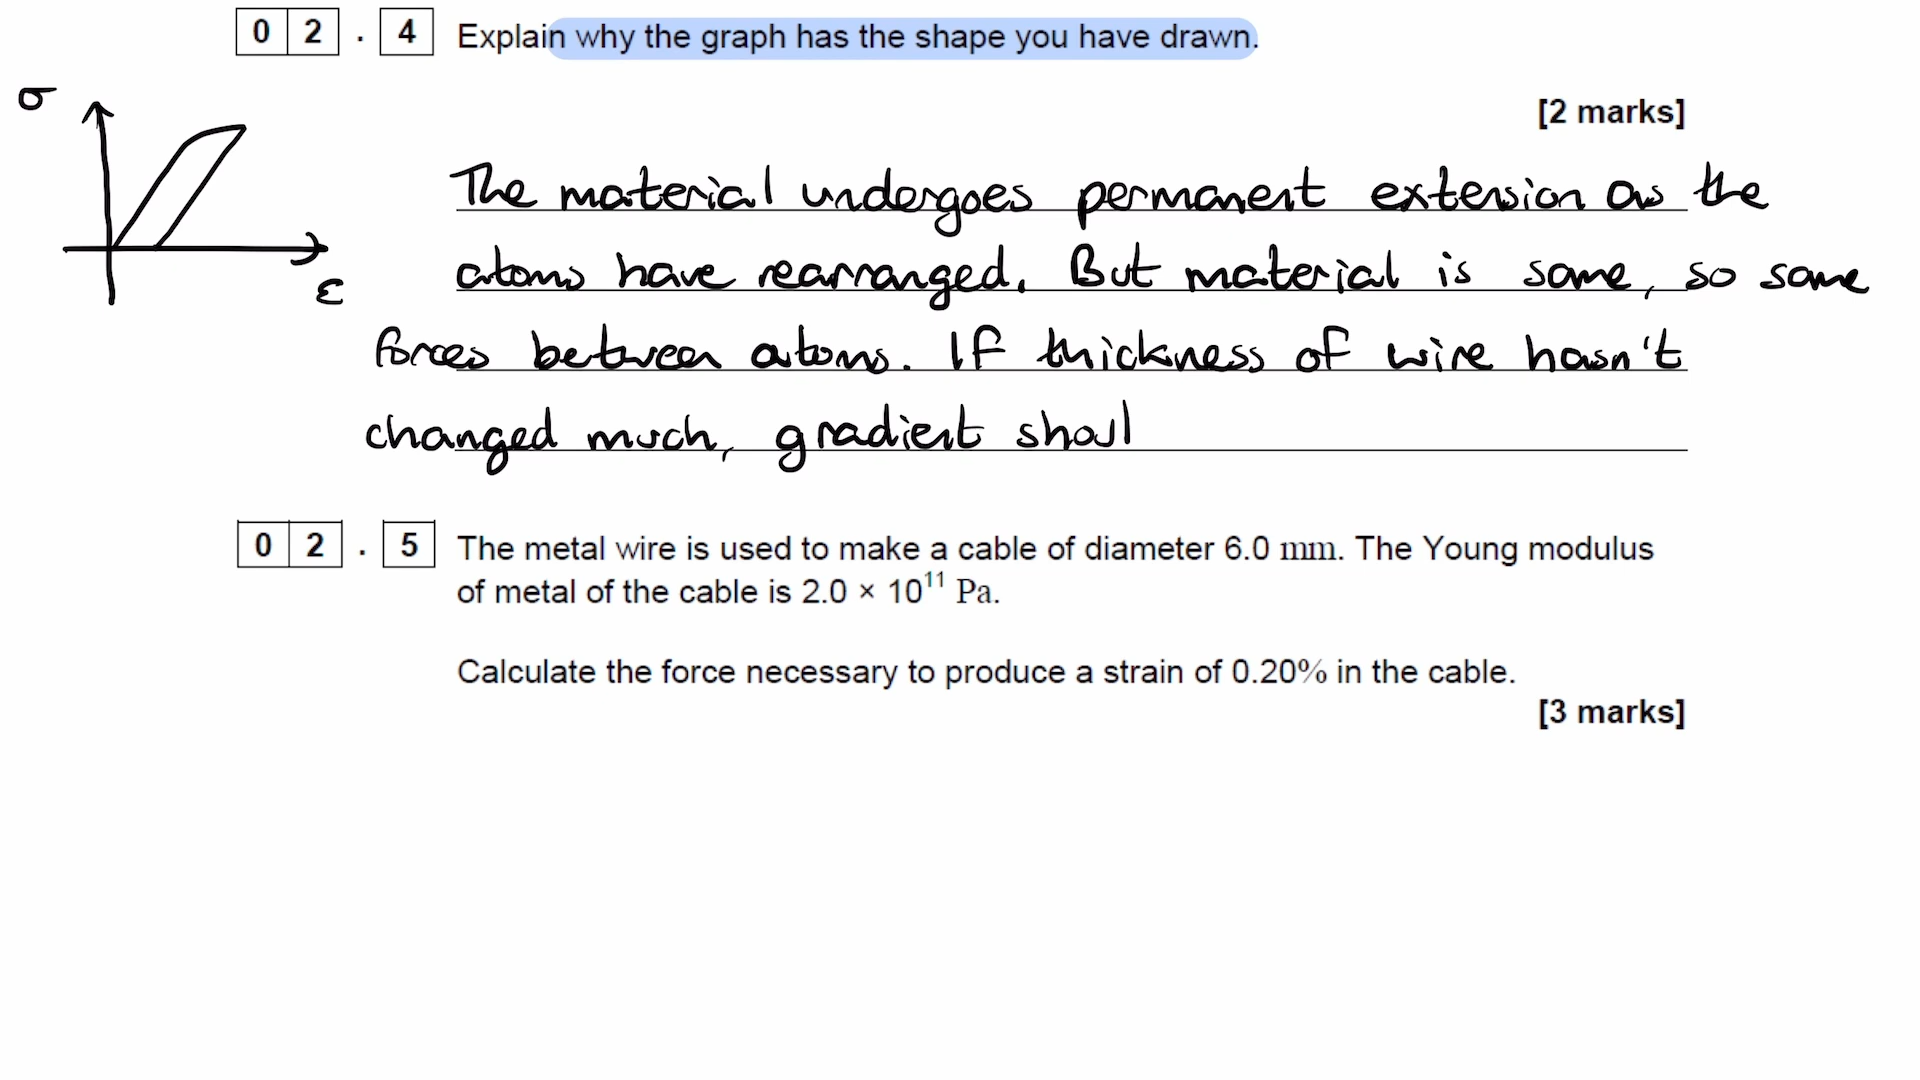 02.4 Explain why the graph has the shape you have drawn.
[2 marks]
σ
ε
The material undergoes permanent extension as the
atoms have rearranged. But material is same, so same
forces between atoms. If thickness of wire hasn't
changed much, gradient shoul
02.5 The metal wire is used to make a cable of diameter 6.0 mm. The Young modulus
of metal of the cable is 2.0 × 10¹¹ Pa.
Calculate the force necessary to produce a strain of 0.20% in the cable.
[3 marks]